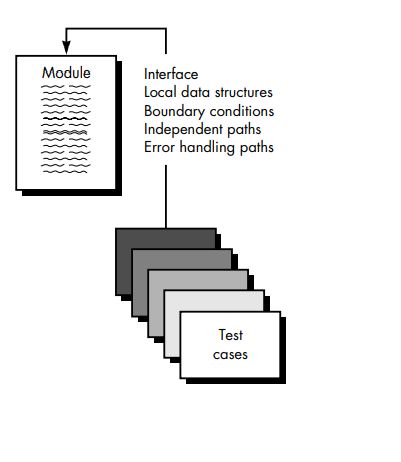 Module
Interface
Local data structures
Boundary conditions
Independent paths
Error handling paths
Test
cases